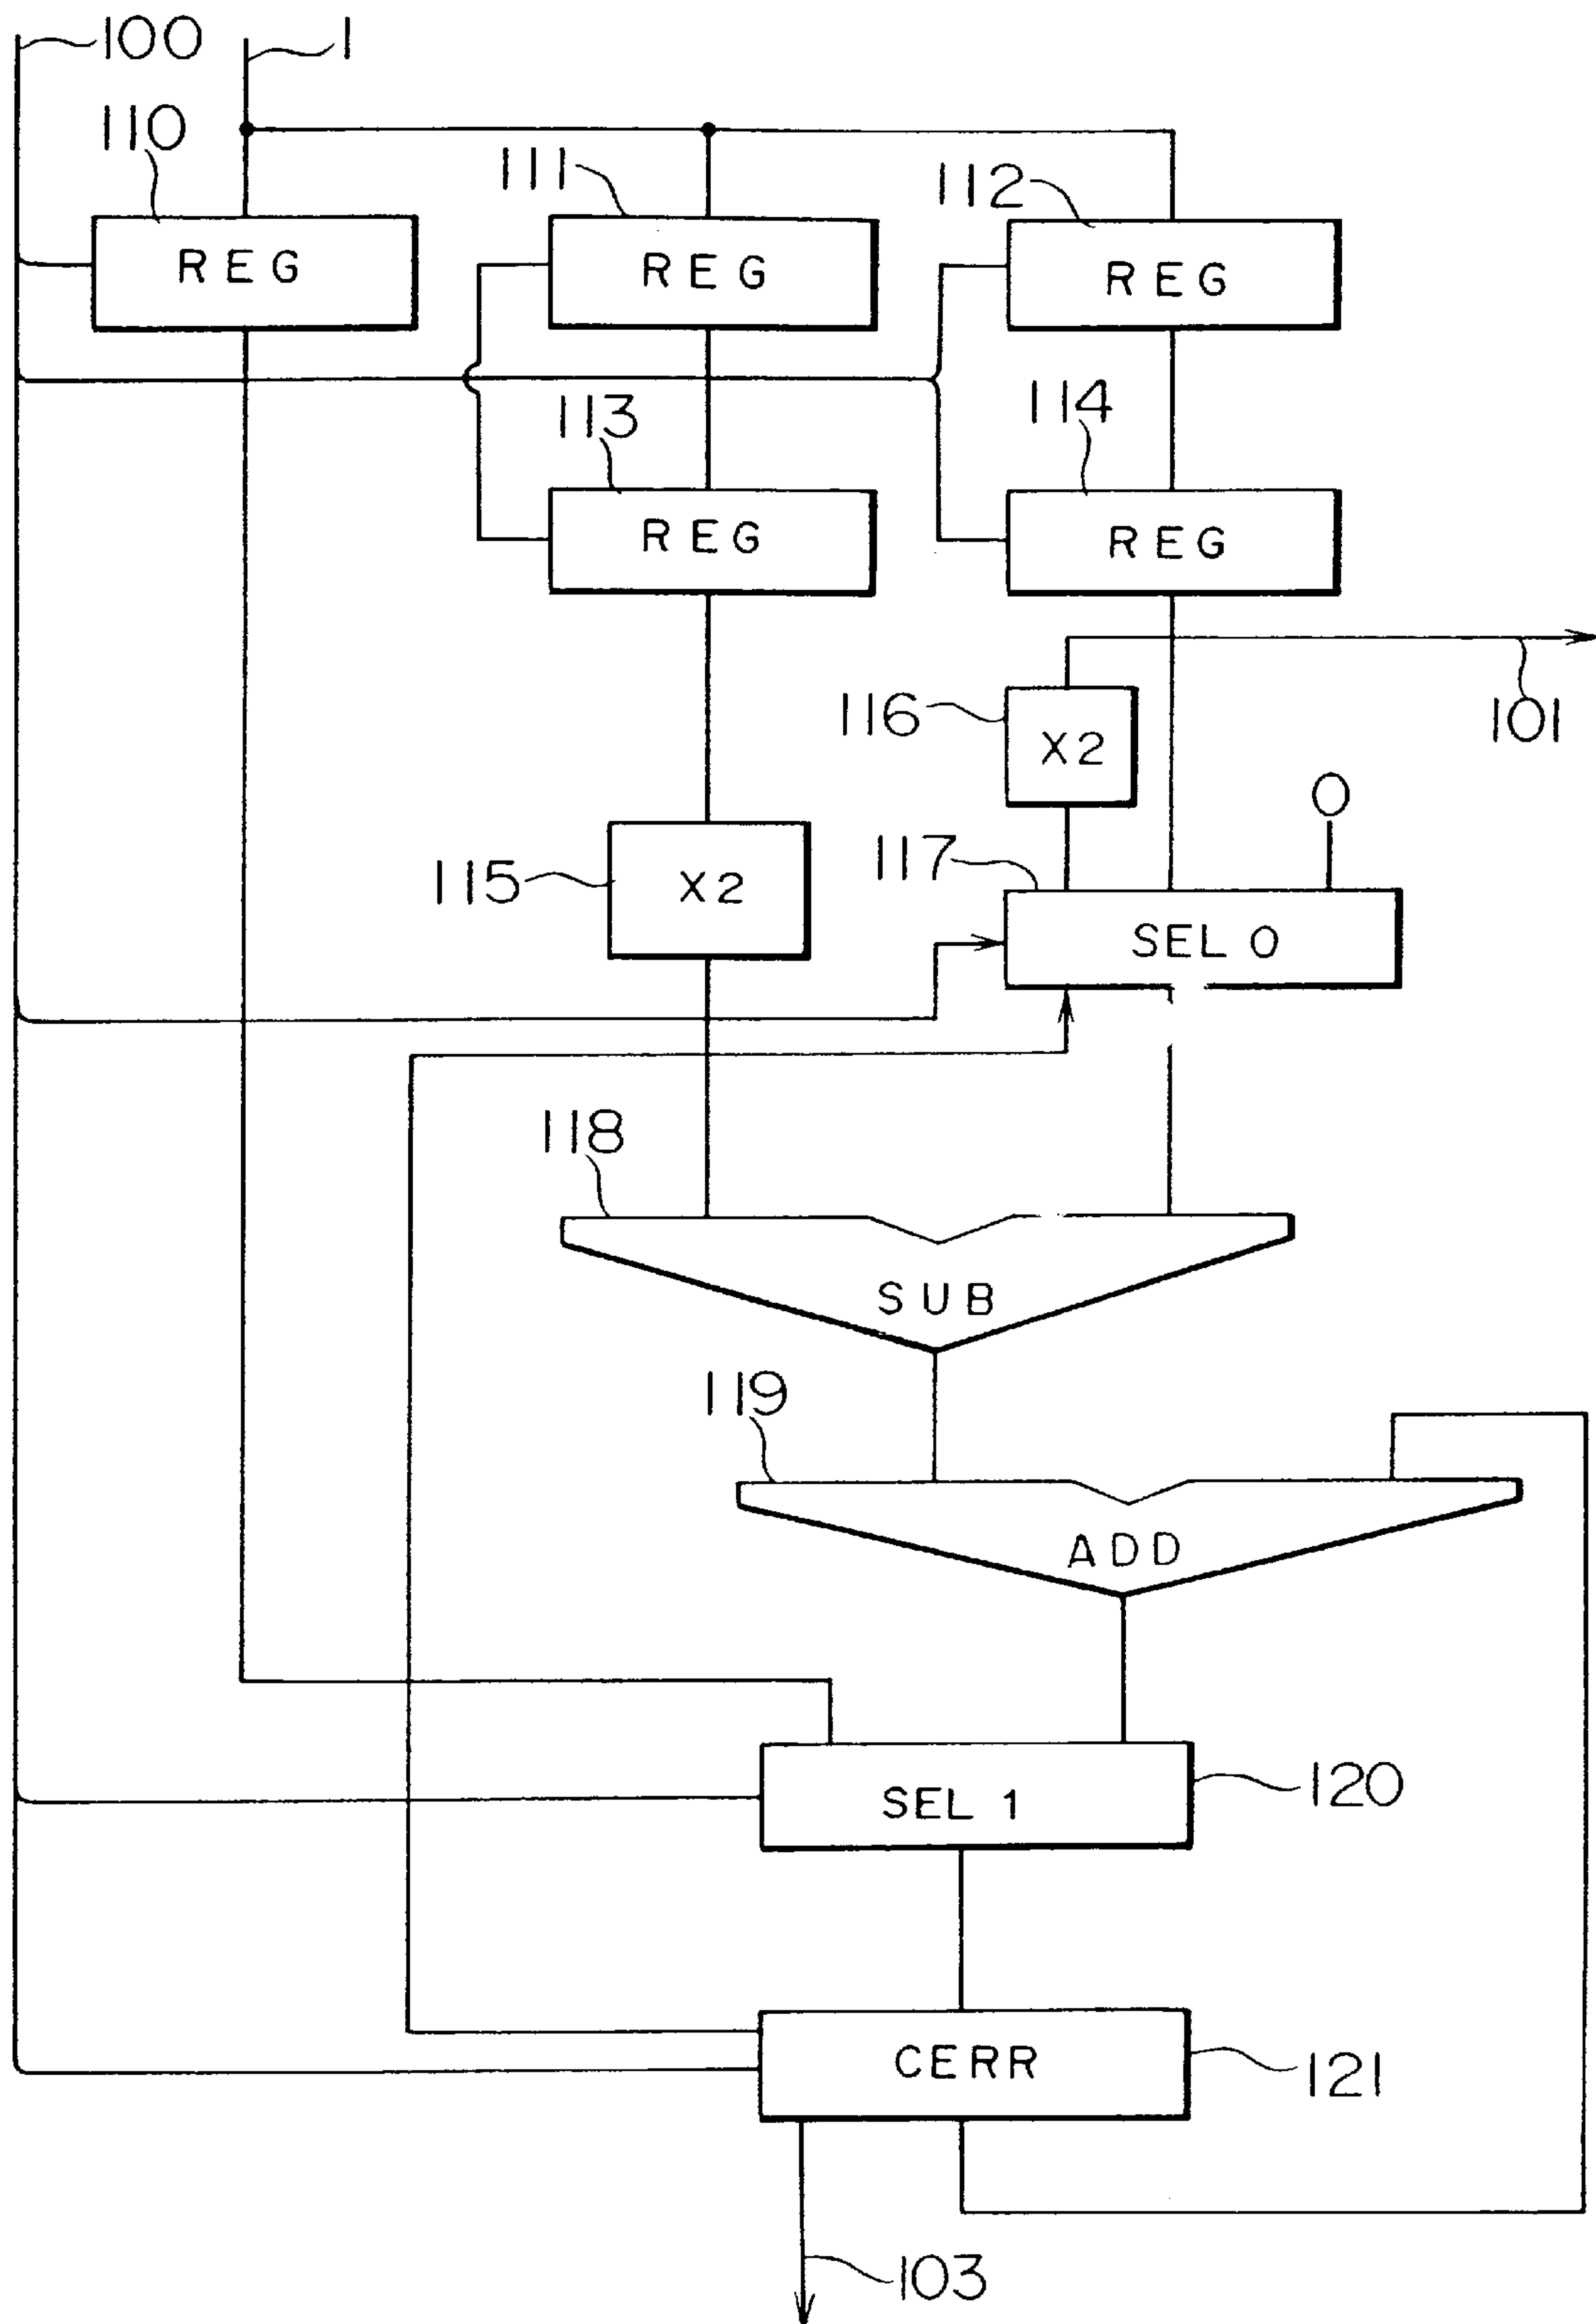 100 1
110 111 112
REG REG REG
113 114
REG REG
116 X2 101
0
115 X2 117 SEL 0
118
SUB
119
ADD
SEL 1 120
CERR 121
103